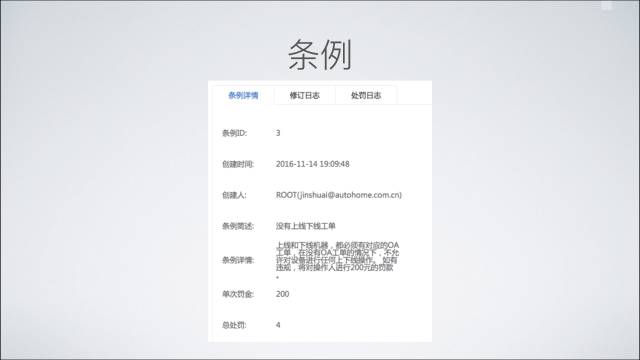 条例
条例详情 修订日志 处罚日志
条例ID: 3
创建时间: 2016-11-14 19:09:48
创建人: ROOT(jinshuai@autohome.com.cn)
条例简述: 没有上线下线工单
条例详情: 上线和下线机器，都必须有对应的OA
工单，在没有OA工单的情况下，不允
许对设备进行任何上下线操作。 如有
违规，将对操作人进行200元的罚款
。
单次罚金: 200
总处罚: 4